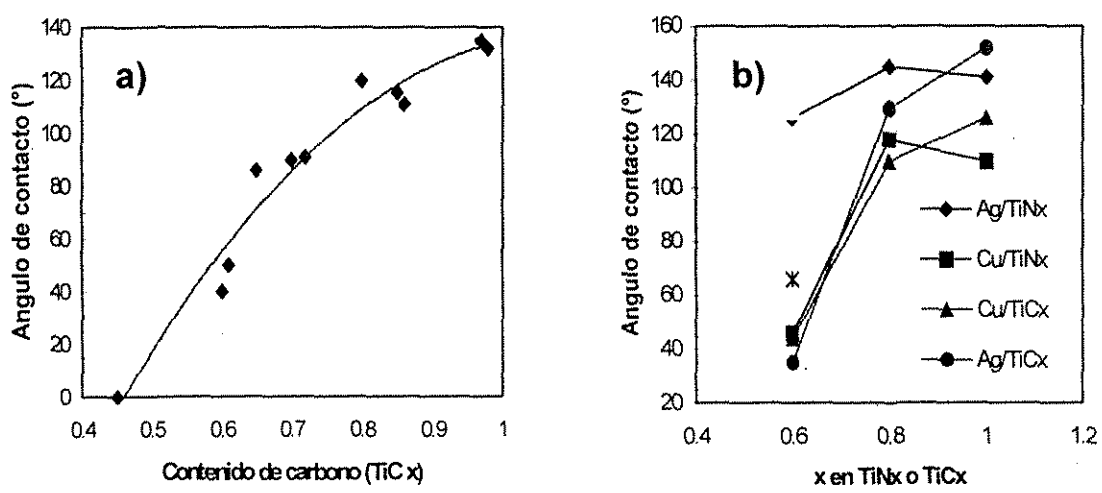 a)
Angulo de contacto (°)
140
120
100
80
60
40
20
0
0.4 0.5 0.6 0.7 0.8 0.9 1
Contenido de carbono (TiC x)
b)
Angulo de contacto (°)
160
140
120
100
80
60
40
20
Ag/TiNx
Cu/TiNx
Cu/TiCx
Ag/TiCx
0.4 0.6 0.8 1 1.2
x en TiNx o TiCx